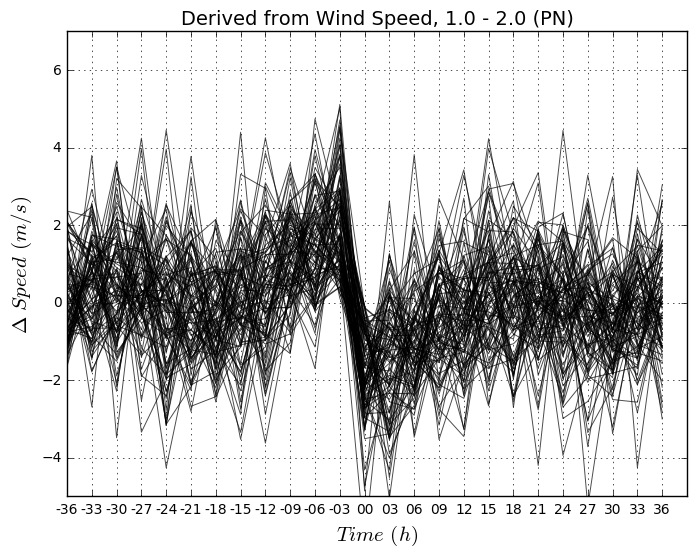 Derived from Wind Speed, 1.0 - 2.0 (PN)
6
4
2
0
−2
−4
Δ Speed (m/s)
-36 -33 -30 -27 -24 -21 -18 -15 -12 -09 -06 -03 00 03 06 09 12 15 18 21 24 27 30 33 36
Time (h)